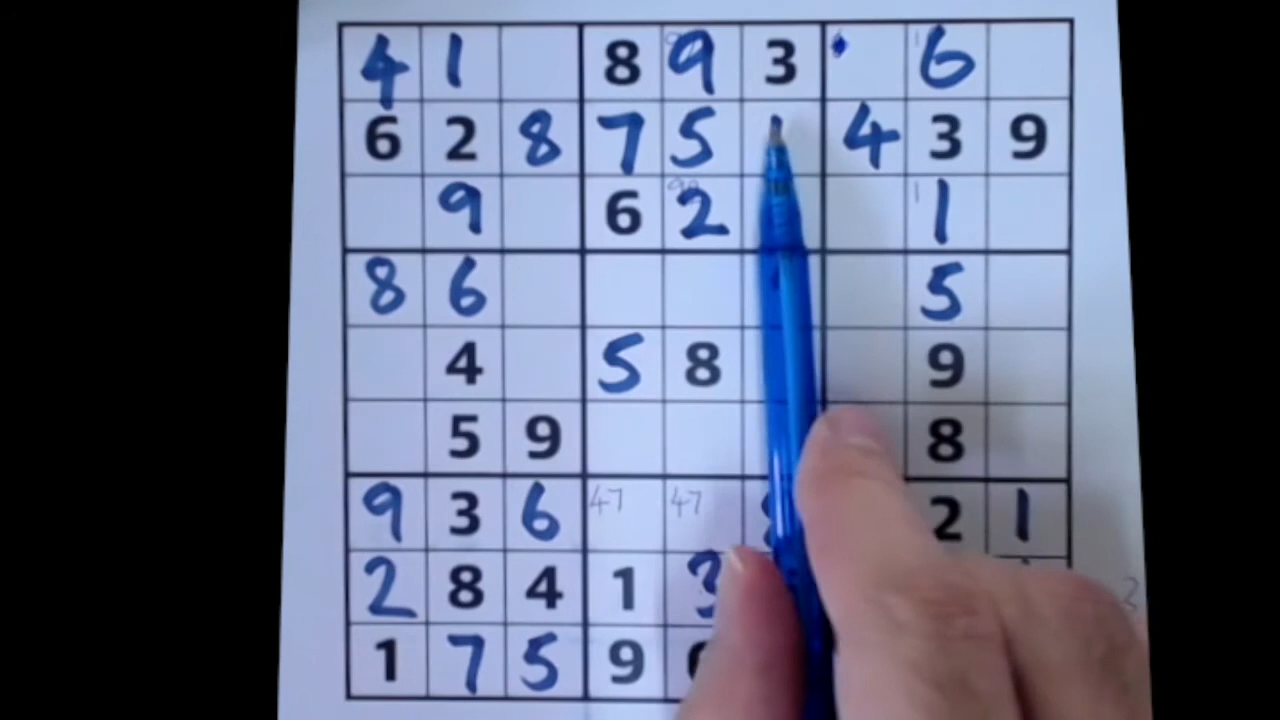 4 1 8 9 3 6
6 2 8 7 5 1 4 3 9
9 6 2 1
8 6 5
4 5 8 9
5 9 8
9 3 6 47 47 2 1
2 8 4 1 3
1 7 5 9